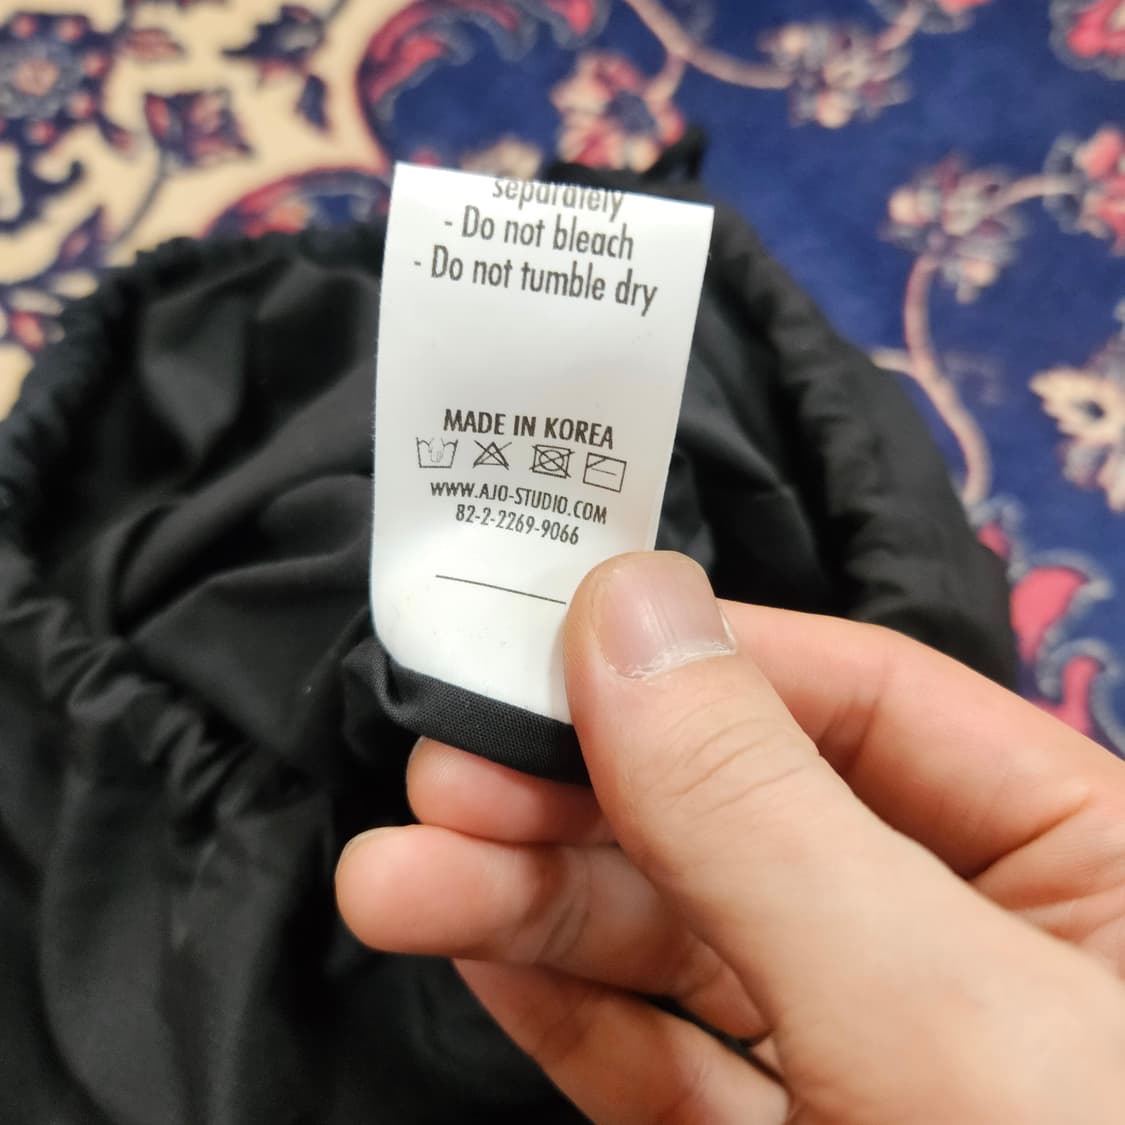 separately
- Do not bleach
- Do not tumble dry
MADE IN KOREA
WWW.AJO-STUDIO.COM
82-2-2269-9066